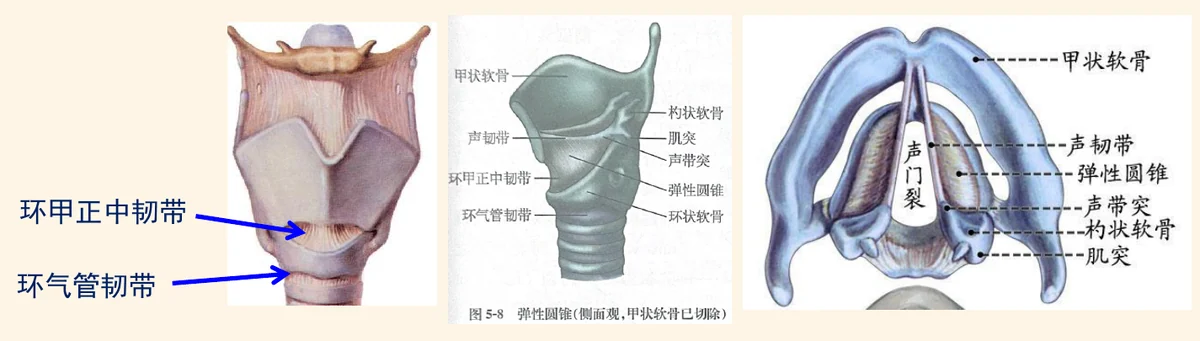 环甲正中韧带
环气管韧带
甲状软骨
声韧带
环甲正中韧带
环气管韧带
杓状软骨
肌突
声带突
弹性圆锥
环状软骨
图 5-8 弹性圆锥(侧面观,甲状软骨已切除)
声门裂
甲状软骨
声韧带
弹性圆锥
声带突
杓状软骨
肌突